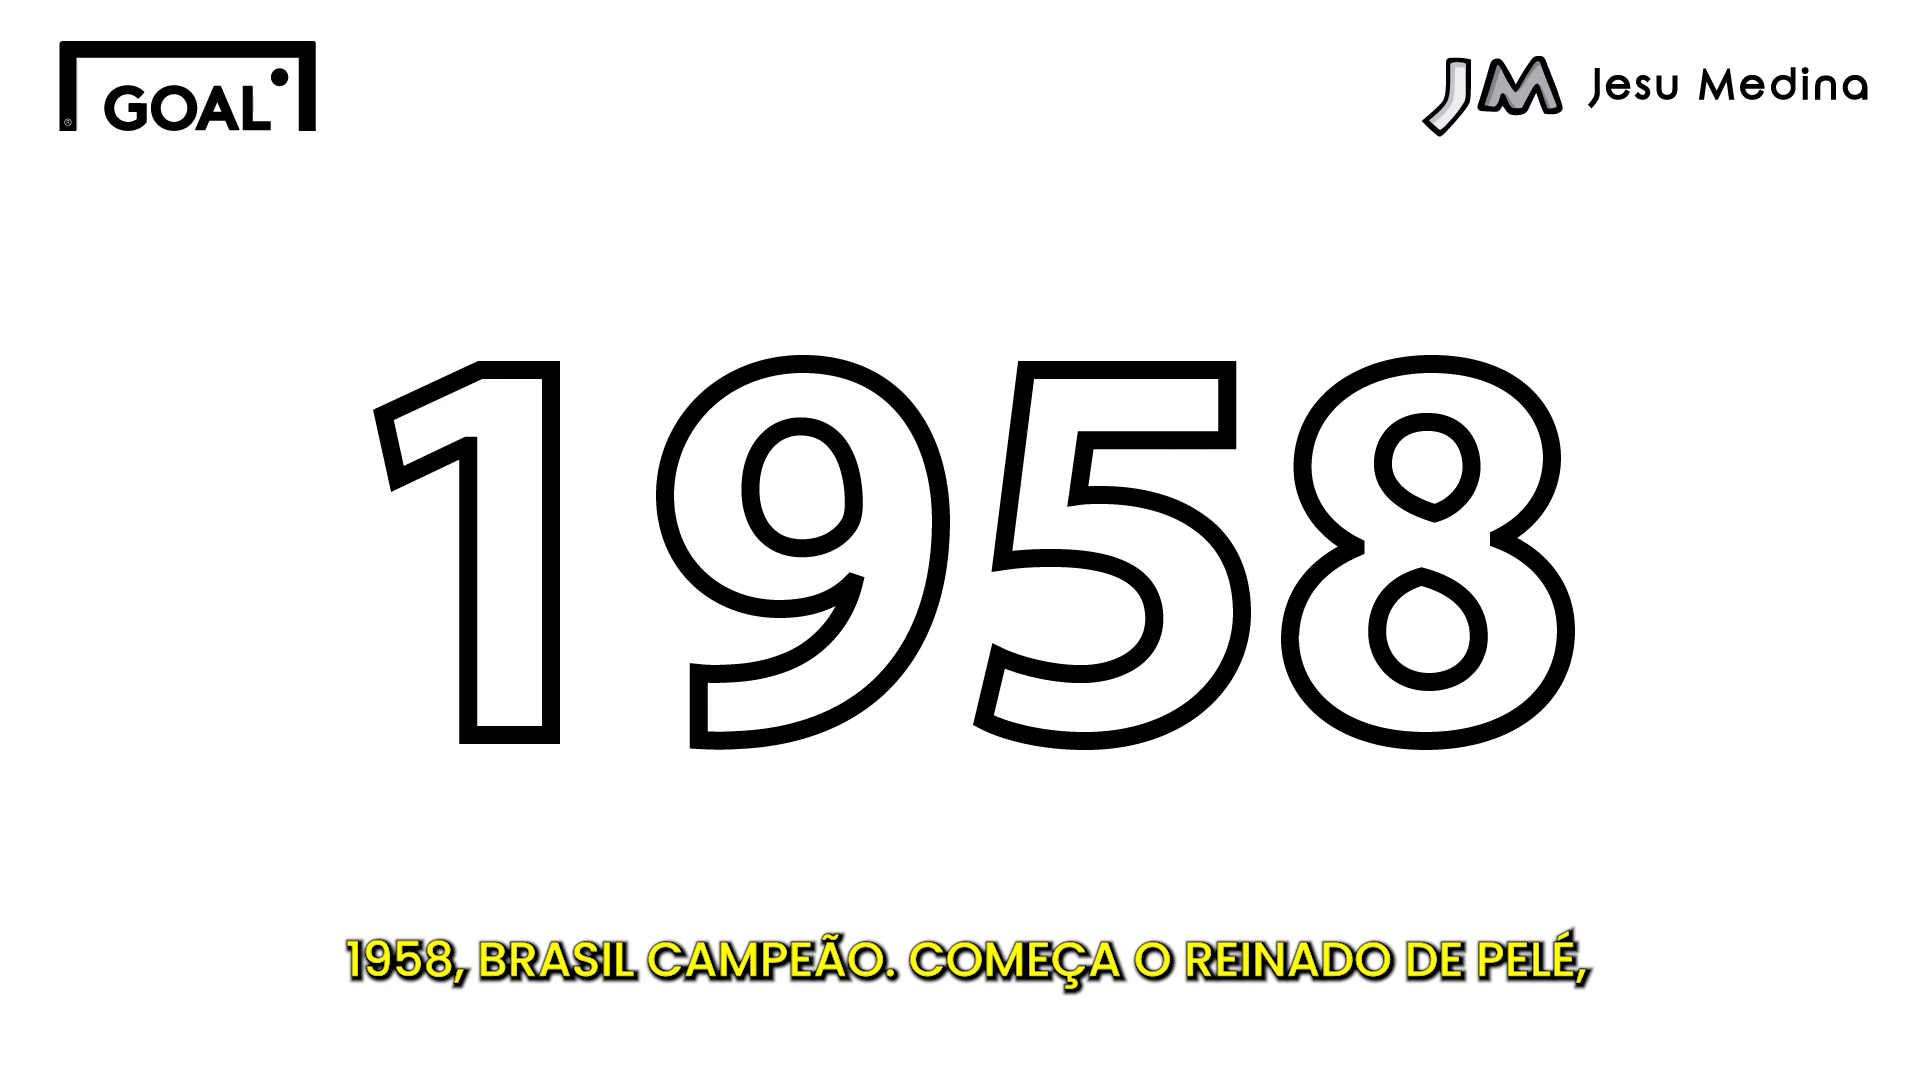 GOAL
®
JM Jesu Medina
1958
1958, BRASIL CAMPEÃO. COMEÇA O REINADO DE PELÉ,